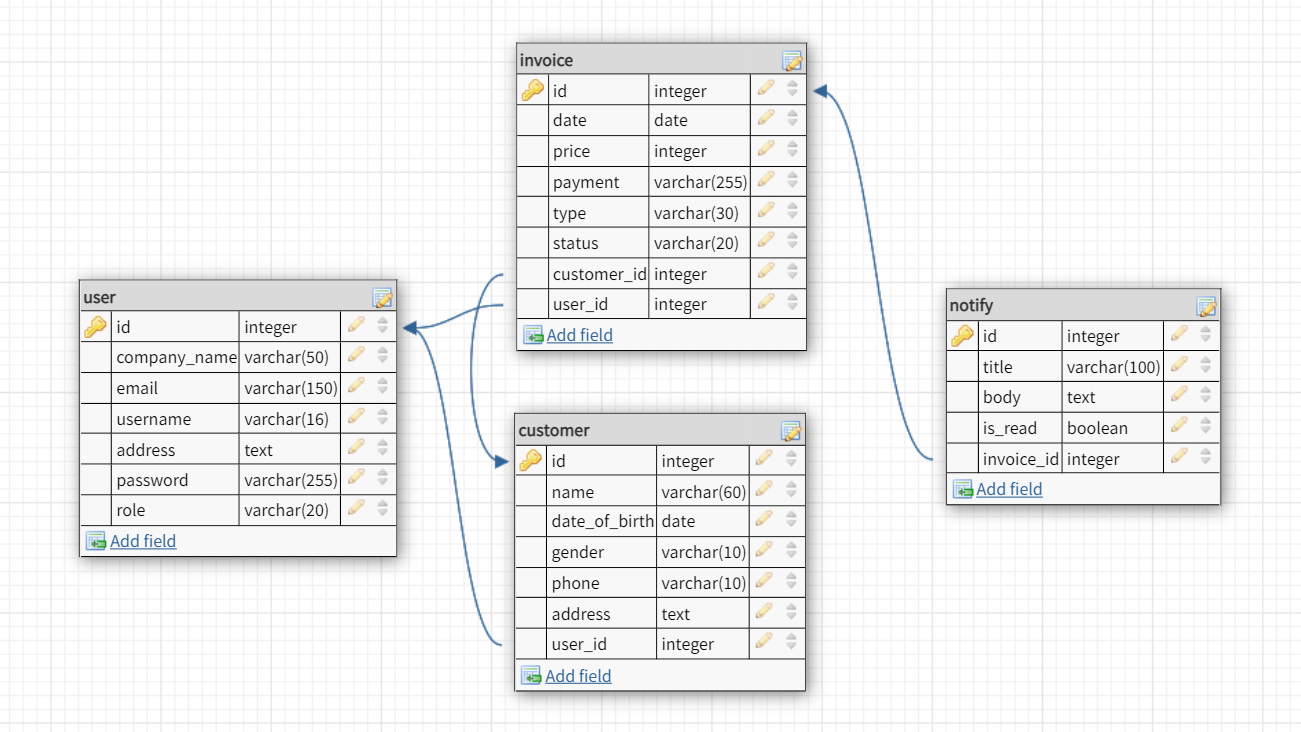 invoice
id integer
date date
price integer
payment varchar(255)
type varchar(30)
status varchar(20)
customer_id integer
user_id integer
Add field
user
id integer
company_name varchar(50)
email varchar(150)
username varchar(16)
address text
password varchar(255)
role varchar(20)
Add field
customer
id integer
name varchar(60)
date_of_birth date
gender varchar(10)
phone varchar(10)
address text
user_id integer
Add field
notify
id integer
title varchar(100)
body text
is_read boolean
invoice_id integer
Add field